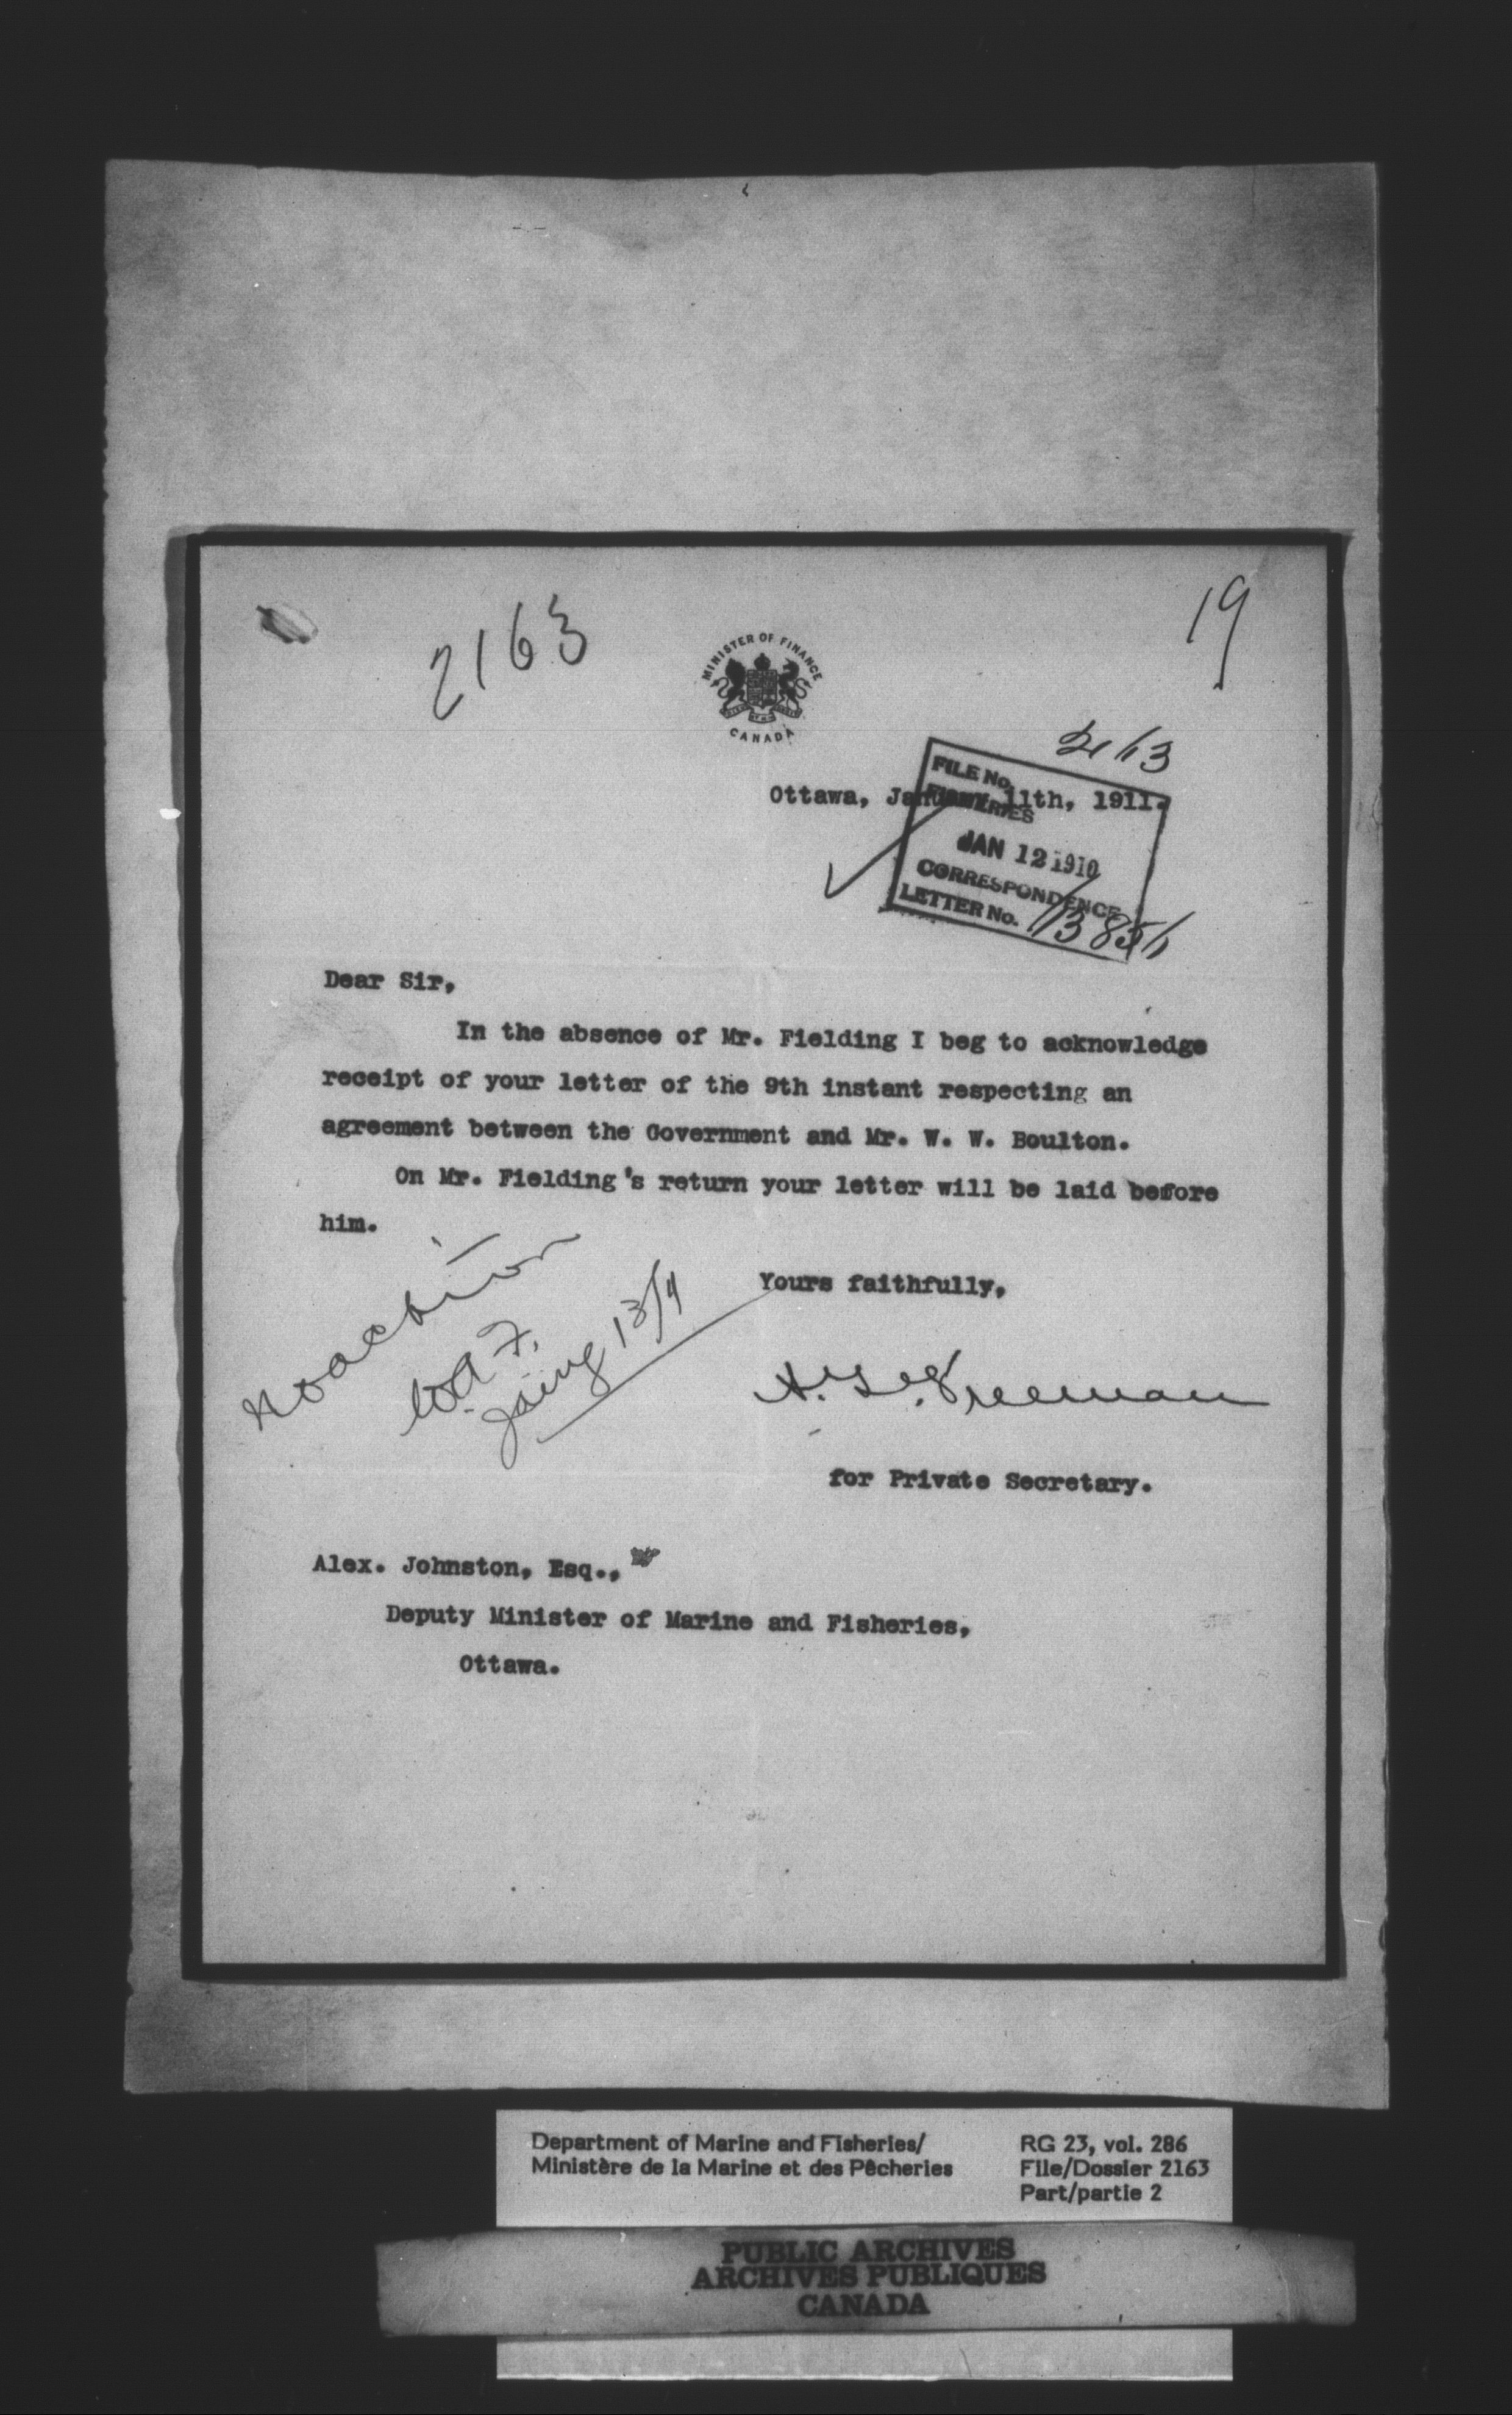 2163
19
MINISTER OF FINANCE
CANADA
2163
FILE No.
Ottawa, January 11th, 1911.
FISHERIES
JAN 12 1910
CORRESPONDENCE
LETTER No.
Dear Sir,
In the absence of Mr. Fielding I beg to acknowledge
receipt of your letter of the 9th instant respecting an
agreement between the Government and Mr. W. W. Boulton.
On Mr. Fielding's return your letter will be laid before
him.
No action
Yours faithfully,
for Private Secretary.
Alex. Johnston, Esq.,
Deputy Minister of Marine and Fisheries,
Ottawa.
Department of Marine and Fisheries/
Ministère de la Marine et des Pêcheries
RG 23, vol. 286
File/Dossier 2163
Part/partie 2
PUBLIC ARCHIVES
ARCHIVES PUBLIQUES
CANADA